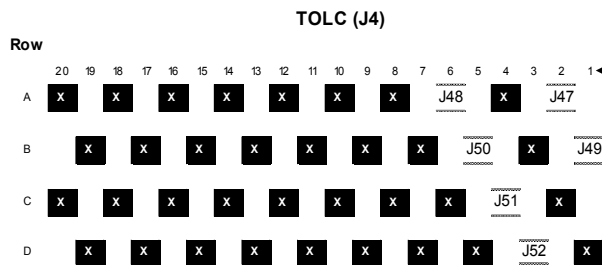 TOLC (J4)
Row
20 19 18 17 16 15 14 13 12 11 10 9 8 7 6 5 4 3 2 1
A X X X X X X X J48 X J47
B X X X X X X X J50 X J49
C X X X X X X X X J51 X
D X X X X X X X X J52 X